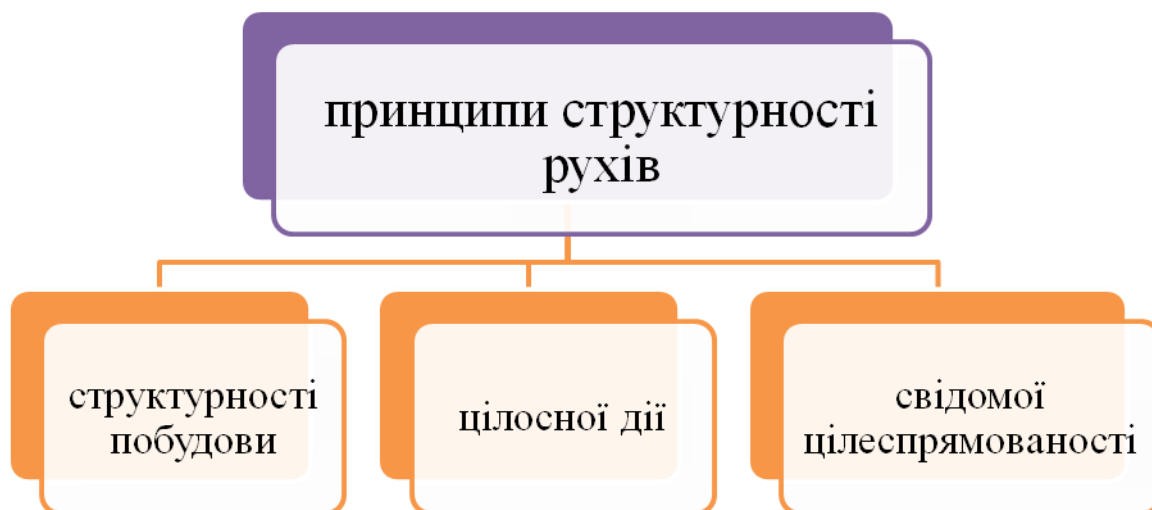 принципи структурності
рухів
структурності
побудови
цілосної дії
свідомої
цілеспрямованості